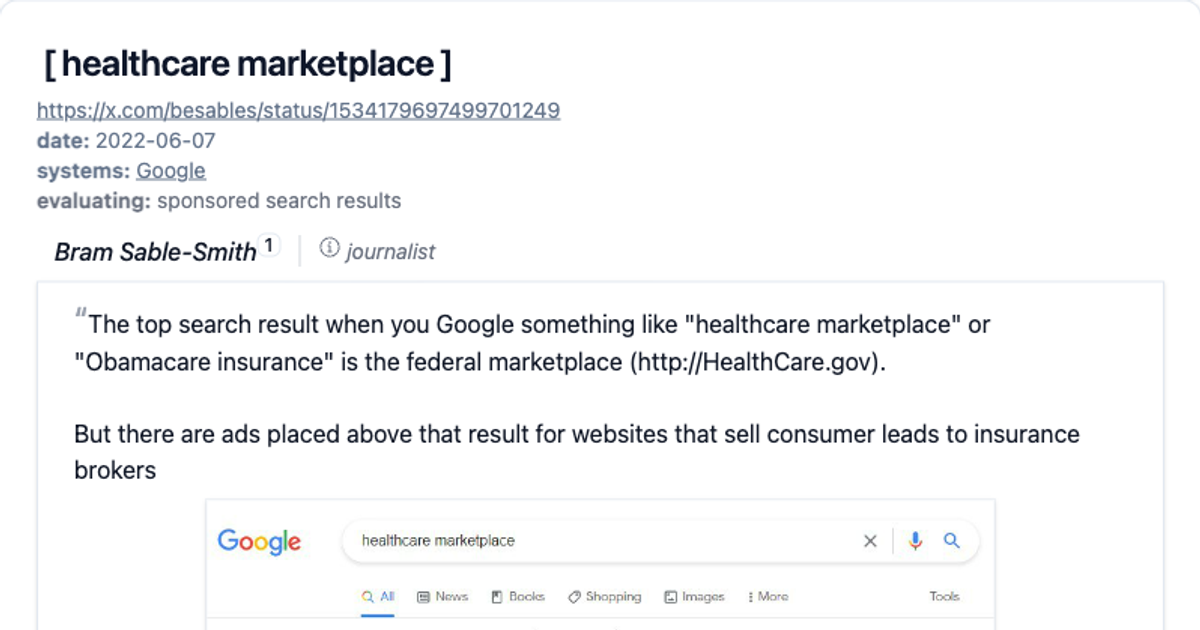 [ healthcare marketplace ]
https://x.com/besables/status/1534179697499701249
date: 2022-06-07
systems: Google
evaluating: sponsored search results
Bram Sable-Smith 1 journalist
"The top search result when you Google something like "healthcare marketplace" or
"Obamacare insurance" is the federal marketplace (http://HealthCare.gov).
But there are ads placed above that result for websites that sell consumer leads to insurance
brokers
Google healthcare marketplace
All News Books Shopping Images More Tools